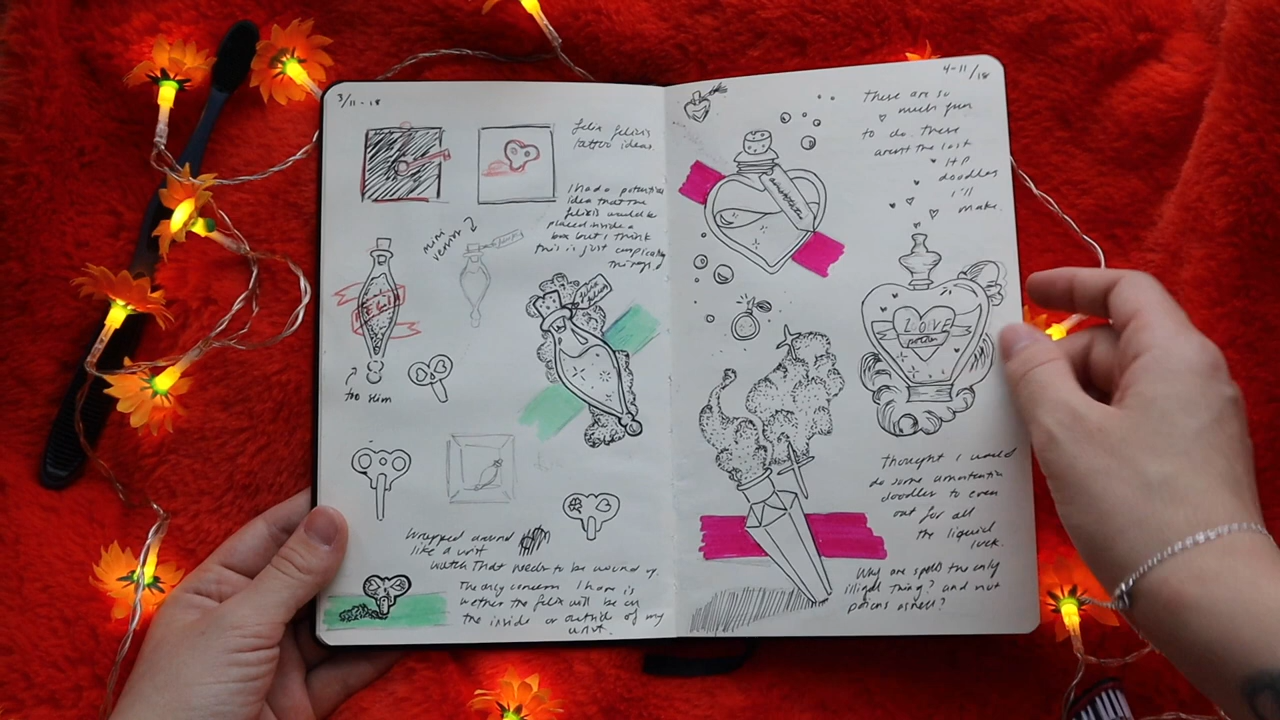 3/11-18
felix felicis
tattoo ideas.
I had a potential
idea that the
felixis would be
placed inside a
box but I think
this is just complicating
things
mini
version
felix
felicis
too slim
Wrapped around
like a wrist
watch that needs to be wound up.
The only concern I have is
wether the felix will be on
the inside or outside of my
wrist.
4-11/18
There are so
much fun
to do. these
arent the last
HP
doodles
I'll
make.
amortentia
LOVE
potion
thought I would
do some amortentia
doodles to even
out for all
the liquid
luck.
Why are spells the only
illigal thing? and not
potions aswell?